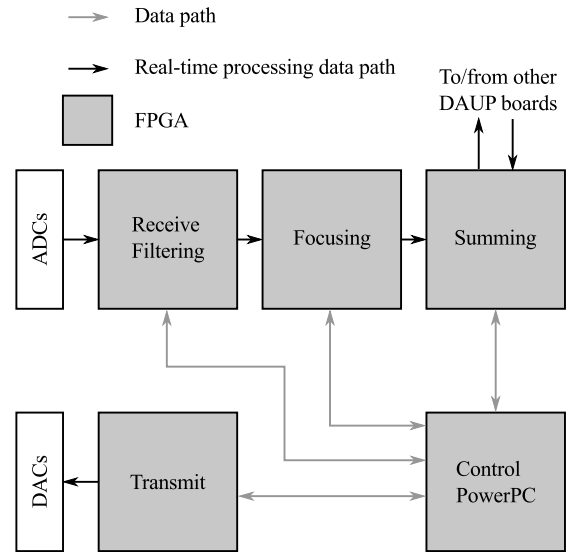 Data path
Real-time processing data path
FPGA
To/from other
DAUP boards
ADCs
Receive
Filtering
Focusing
Summing
DACs
Transmit
Control
PowerPC